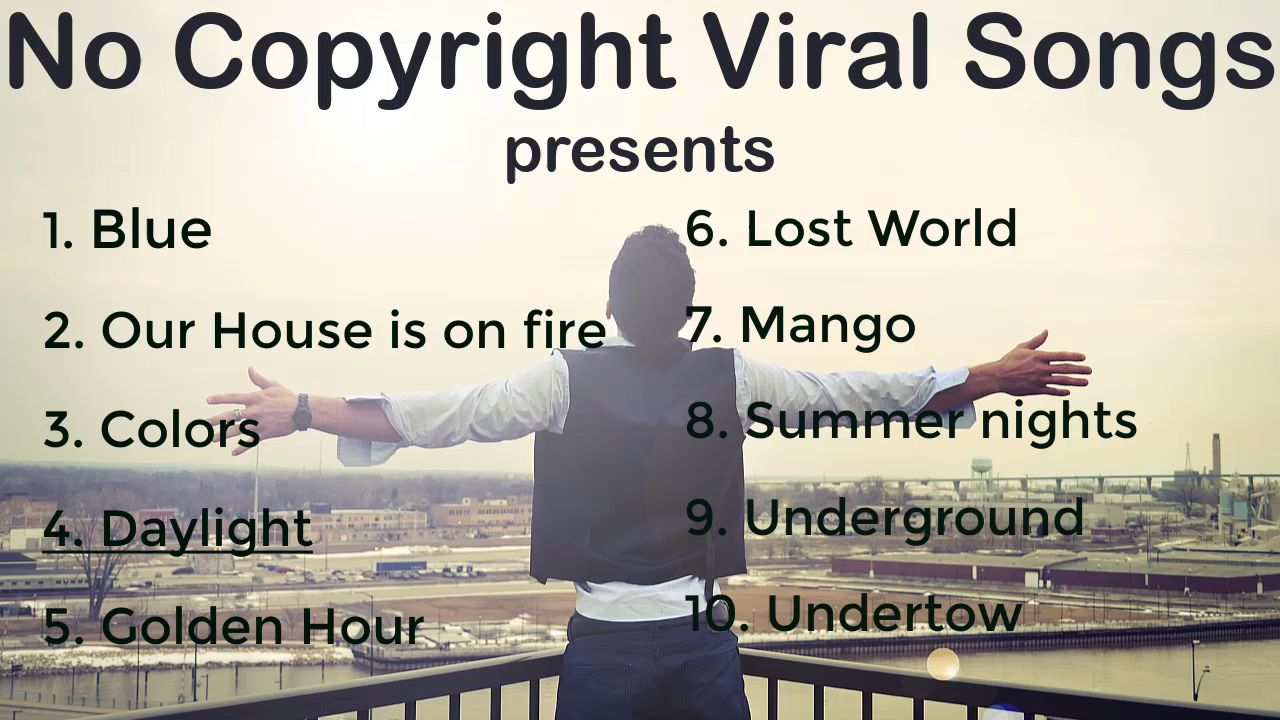 No Copyright Viral Songs
presents
1. Blue
2. Our House is on fire
3. Colors
4. Daylight
5. Golden Hour
6. Lost World
7. Mango
8. Summer nights
9. Underground
10. Undertow